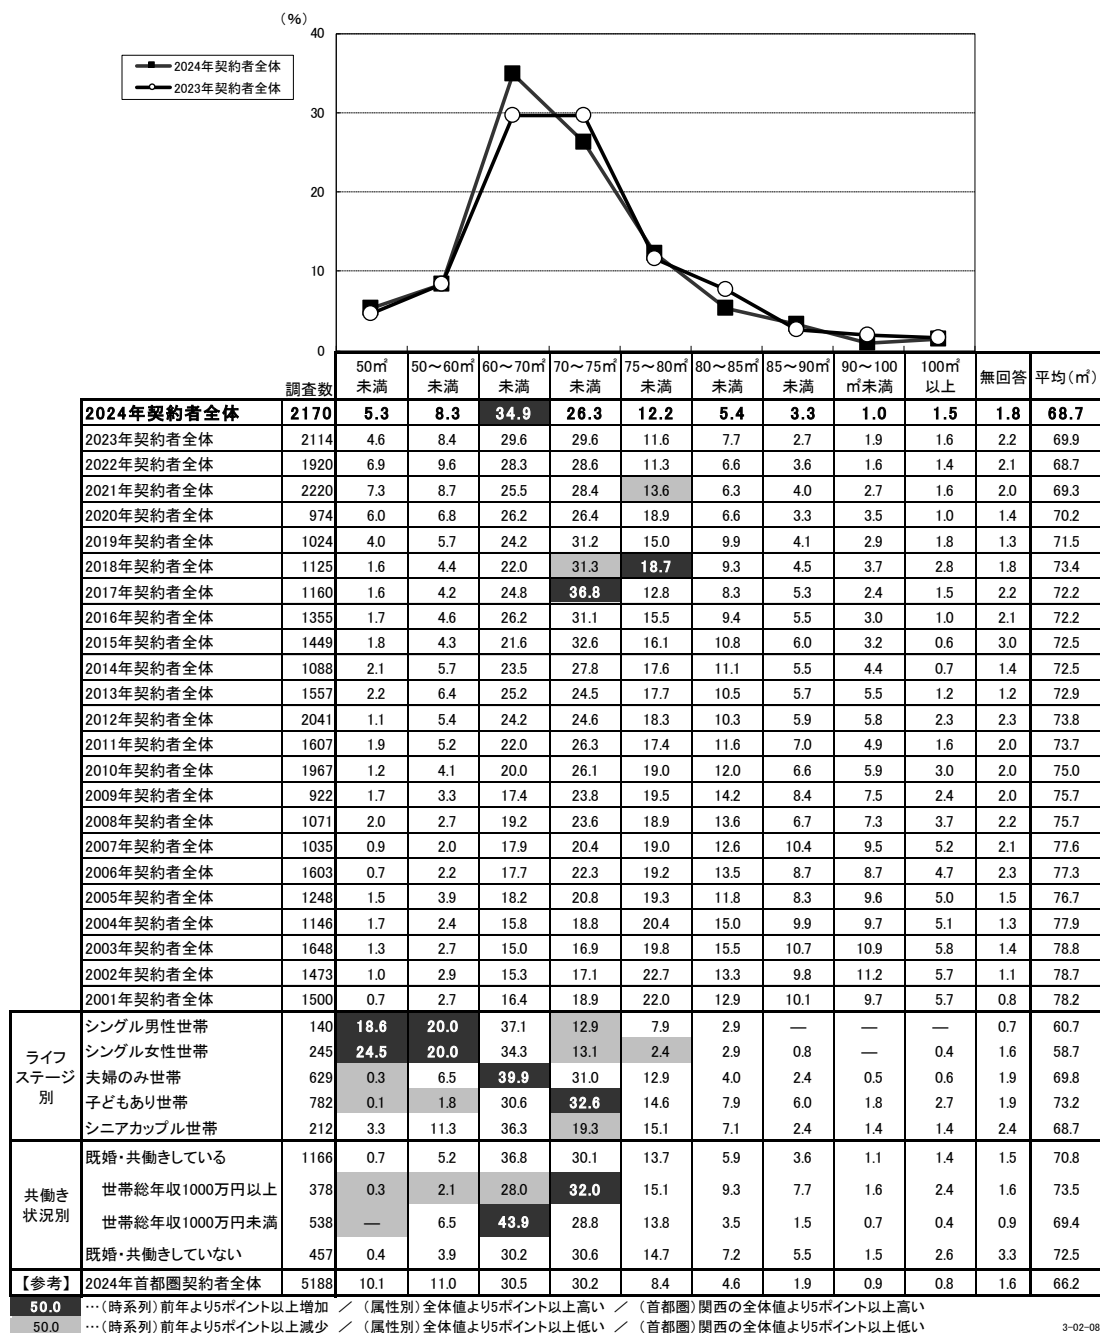 (%)
40
30
20
10
0
2024年契約者全体
2023年契約者全体
調査数 50㎡未満 50～60㎡未満 60～70㎡未満 70～75㎡未満 75～80㎡未満 80～85㎡未満 85～90㎡未満 90～100㎡未満 100㎡以上 無回答 平均(㎡)
2024年契約者全体 2170 5.3 8.3 34.9 26.3 12.2 5.4 3.3 1.0 1.5 1.8 68.7
2023年契約者全体 2114 4.6 8.4 29.6 29.6 11.6 7.7 2.7 1.9 1.6 2.2 69.9
2022年契約者全体 1920 6.9 9.6 28.3 28.6 11.3 6.6 3.6 1.6 1.4 2.1 68.7
2021年契約者全体 2220 7.3 8.7 25.5 28.4 13.6 6.3 4.0 2.7 1.6 2.0 69.3
2020年契約者全体 974 6.0 6.8 26.2 26.4 18.9 6.6 3.3 3.5 1.0 1.4 70.2
2019年契約者全体 1024 4.0 5.7 24.2 31.2 15.0 9.9 4.1 2.9 1.8 1.3 71.5
2018年契約者全体 1125 1.6 4.4 22.0 31.3 18.7 9.3 4.5 3.7 2.8 1.8 73.4
2017年契約者全体 1160 1.6 4.2 24.8 36.8 12.8 8.3 5.3 2.4 1.5 2.2 72.2
2016年契約者全体 1355 1.7 4.6 26.2 31.1 15.5 9.4 5.5 3.0 1.0 2.1 72.2
2015年契約者全体 1449 1.8 4.3 21.6 32.6 16.1 10.8 6.0 3.2 0.6 3.0 72.5
2014年契約者全体 1088 2.1 5.7 23.5 27.8 17.6 11.1 5.5 4.4 0.7 1.4 72.5
2013年契約者全体 1557 2.2 6.4 25.2 24.5 17.7 10.5 5.7 5.5 1.2 1.2 72.9
2012年契約者全体 2041 1.1 5.4 24.2 24.6 18.3 10.3 5.9 5.8 2.3 2.3 73.8
2011年契約者全体 1607 1.9 5.2 22.0 26.3 17.4 11.6 7.0 4.9 1.6 2.0 73.7
2010年契約者全体 1967 1.2 4.1 20.0 26.1 19.0 12.0 6.6 5.9 3.0 2.0 75.0
2009年契約者全体 922 1.7 3.3 17.4 23.8 19.5 14.2 8.4 7.5 2.4 2.0 75.7
2008年契約者全体 1071 2.0 2.7 19.2 23.6 18.9 13.6 6.7 7.3 3.7 2.2 75.7
2007年契約者全体 1035 0.9 2.0 17.9 20.4 19.0 12.6 10.4 9.5 5.2 2.1 77.6
2006年契約者全体 1603 0.7 2.2 17.7 22.3 19.2 13.5 8.7 8.7 4.7 2.3 77.3
2005年契約者全体 1248 1.5 3.9 18.2 20.8 19.3 11.8 8.3 9.6 5.0 1.5 76.7
2004年契約者全体 1146 1.7 2.4 15.8 18.8 20.4 15.0 9.9 9.7 5.1 1.3 77.9
2003年契約者全体 1648 1.3 2.7 15.0 16.9 19.8 15.5 10.7 10.9 5.8 1.4 78.8
2002年契約者全体 1473 1.0 2.9 15.3 17.1 22.7 13.3 9.8 11.2 5.7 1.1 78.7
2001年契約者全体 1500 0.7 2.7 16.4 18.9 22.0 12.9 10.1 9.7 5.7 0.8 78.2
ライフステージ別
シングル男性世帯 140 18.6 20.0 37.1 12.9 7.9 2.9 — — — 0.7 60.7
シングル女性世帯 245 24.5 20.0 34.3 13.1 2.4 2.9 0.8 — 0.4 1.6 58.7
夫婦のみ世帯 629 0.3 6.5 39.9 31.0 12.9 4.0 2.4 0.5 0.6 1.9 69.8
子どもあり世帯 782 0.1 1.8 30.6 32.6 14.6 7.9 6.0 1.8 2.7 1.9 73.2
シニアカップル世帯 212 3.3 11.3 36.3 19.3 15.1 7.1 2.4 1.4 1.4 2.4 68.7
共働き状況別
既婚・共働きしている 1166 0.7 5.2 36.8 30.1 13.7 5.9 3.6 1.1 1.4 1.5 70.8
世帯総年収1000万円以上 378 0.3 2.1 28.0 32.0 15.1 9.3 7.7 1.6 2.4 1.6 73.5
世帯総年収1000万円未満 538 — 6.5 43.9 28.8 13.8 3.5 1.5 0.7 0.4 0.9 69.4
既婚・共働きしていない 457 0.4 3.9 30.2 30.6 14.7 7.2 5.5 1.5 2.6 3.3 72.5
【参考】 2024年首都圏契約者全体 5188 10.1 11.0 30.5 30.2 8.4 4.6 1.9 0.9 0.8 1.6 66.2
50.0 …(時系列)前年より5ポイント以上増加 ／ (属性別)全体値より5ポイント以上高い ／ (首都圏)関西の全体値より5ポイント以上高い
50.0 …(時系列)前年より5ポイント以上減少 ／ (属性別)全体値より5ポイント以上低い ／ (首都圏)関西の全体値より5ポイント以上低い
3-02-08